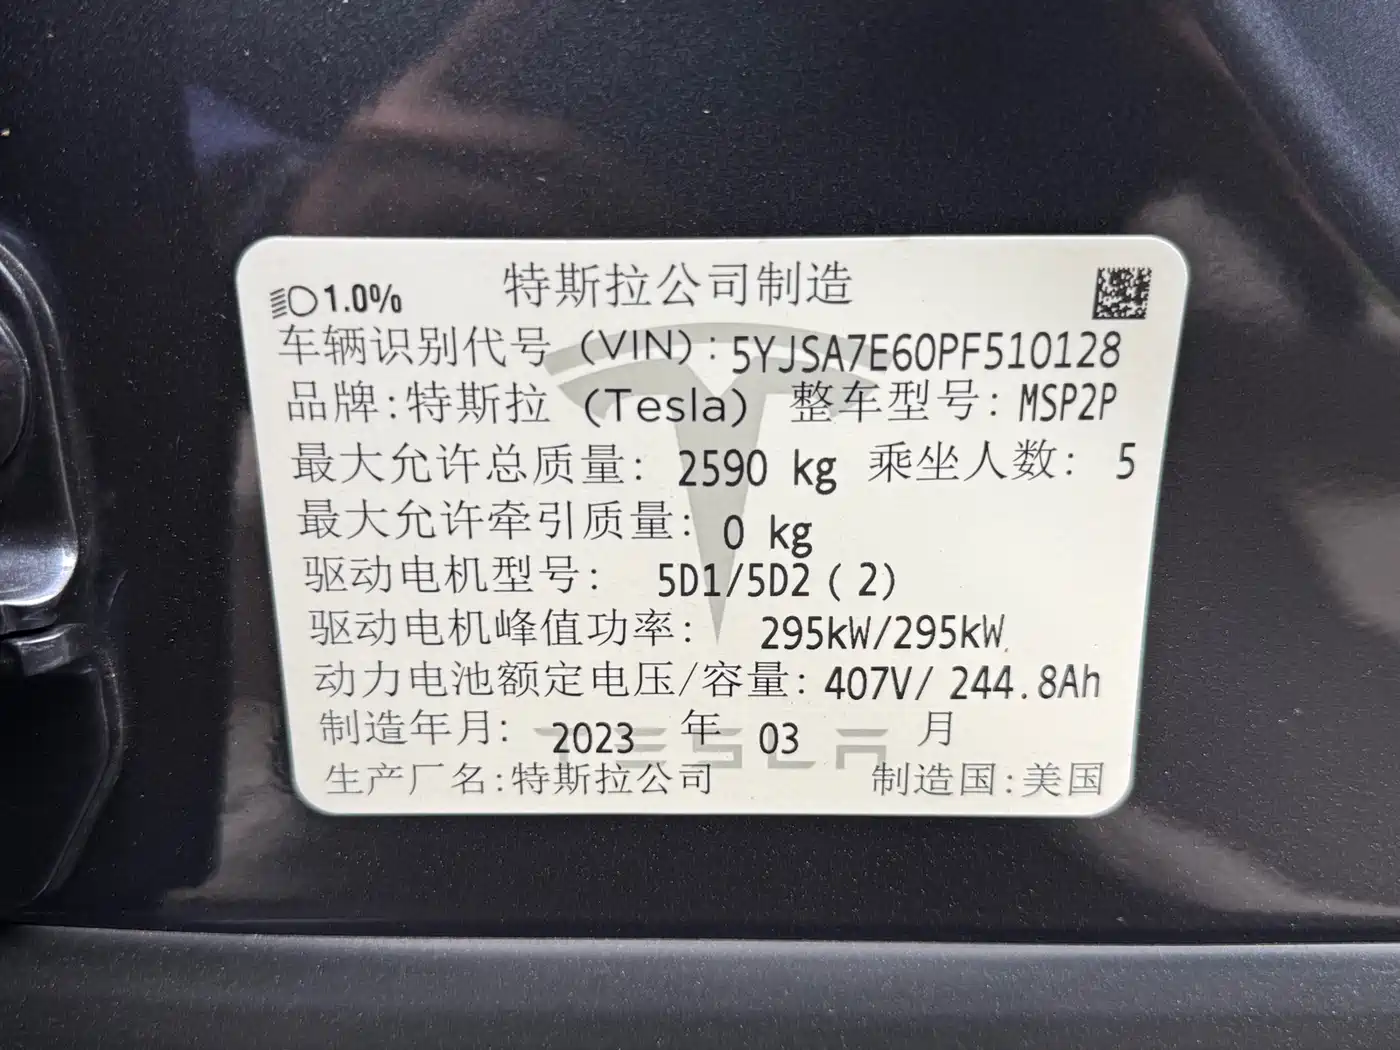 1.0% 特斯拉公司制造
车辆识别代号 (VIN): 5YJSA7E60PF510128
品牌:特斯拉 (Tesla) 整车型号: MSP2P
最大允许总质量: 2590 kg 乘坐人数: 5
最大允许牵引质量: 0 kg
驱动电机型号: 5D1/5D2 ( 2)
驱动电机峰值功率: 295kW/295kW
动力电池额定电压/容量: 407V/ 244.8Ah
制造年月: 2023 年 03 月
TESLA
生产厂名:特斯拉公司 制造国:美国